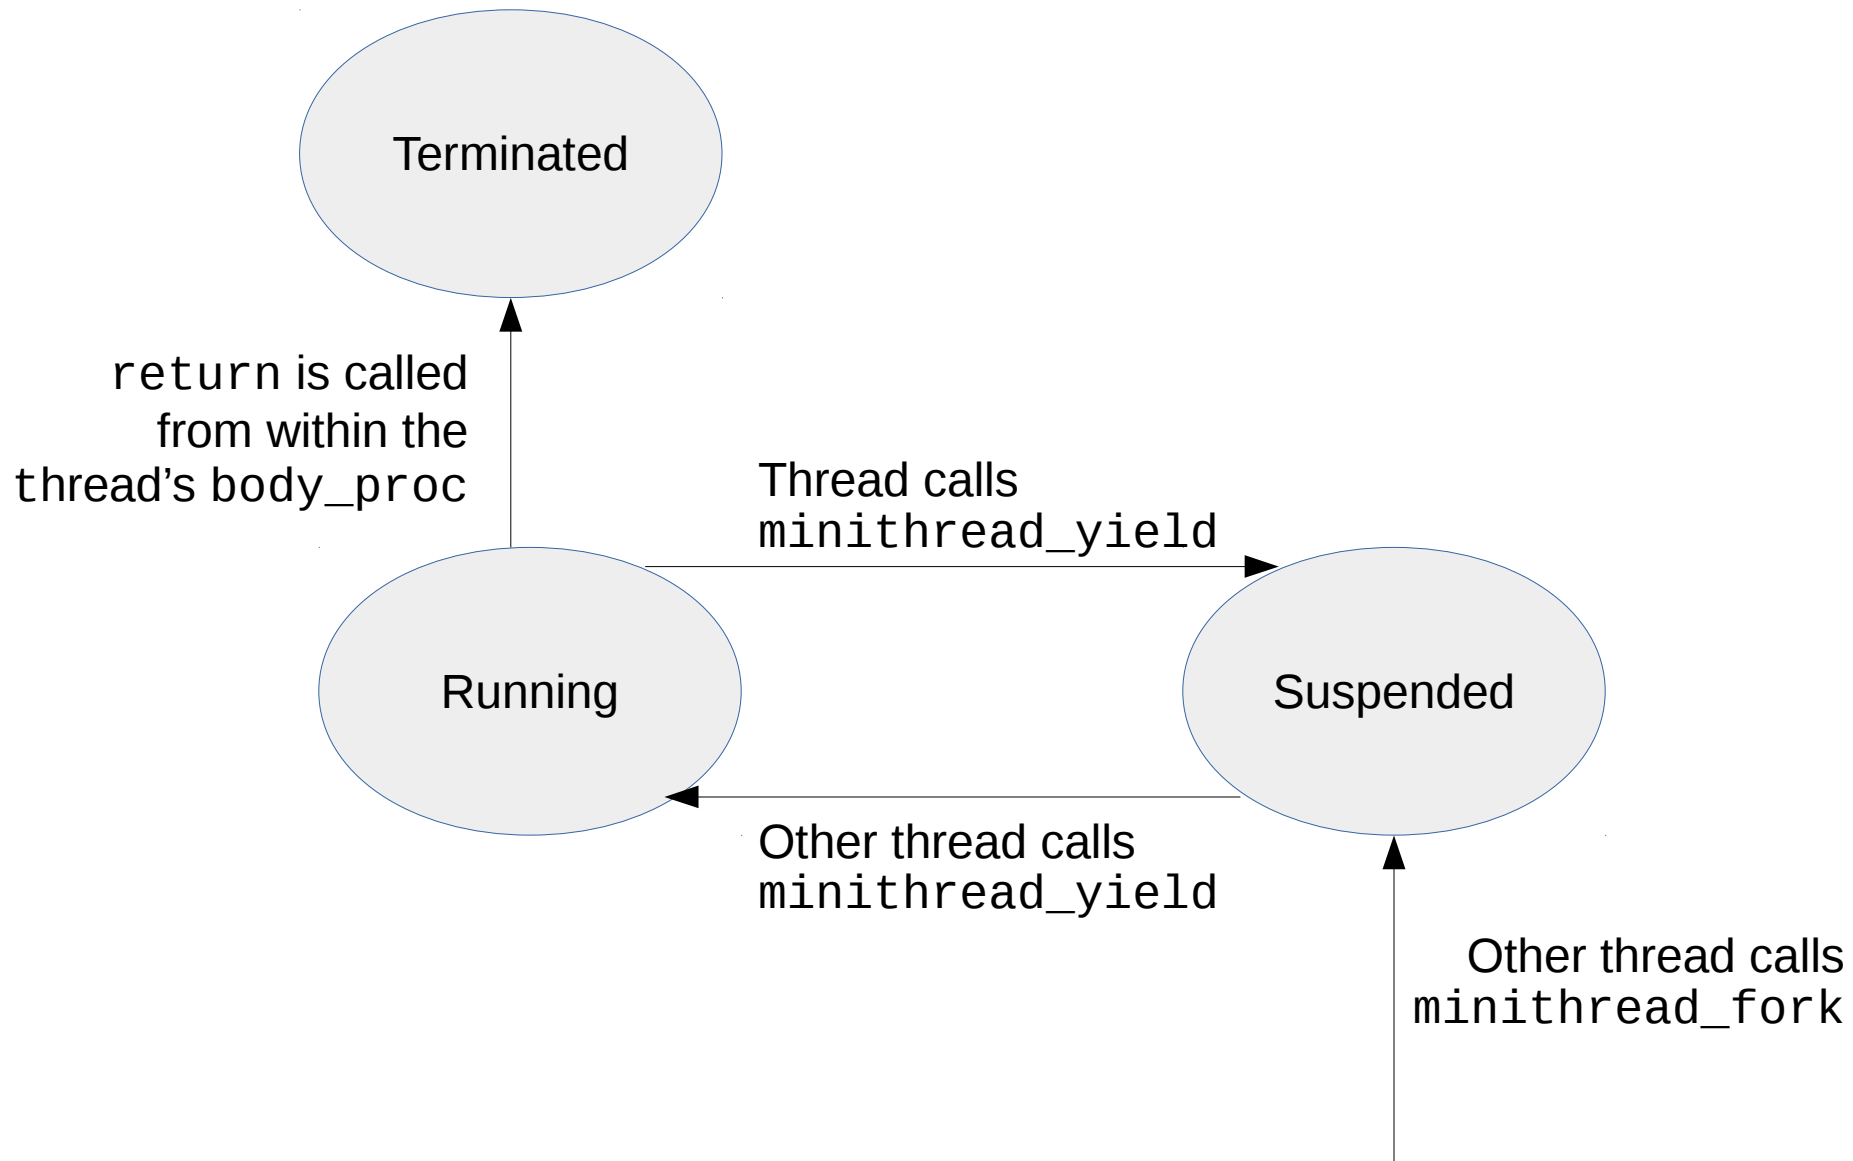 Terminated
return is called
from within the
thread’s body_proc
Thread calls
minithread_yield
Running
Suspended
Other thread calls
minithread_yield
Other thread calls
minithread_fork